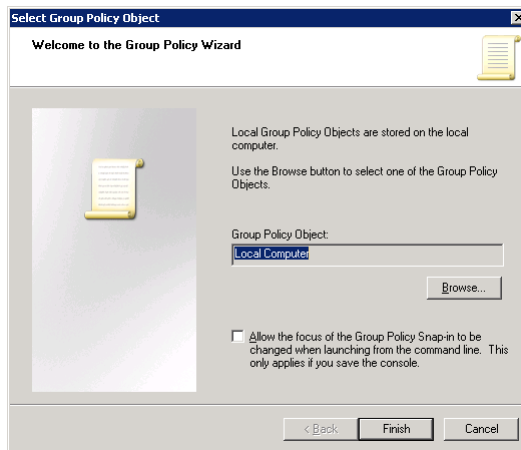 Select Group Policy Object
Welcome to the Group Policy Wizard
Local Group Policy Objects are stored on the local
computer.
Use the Browse button to select one of the Group Policy
Objects.
Group Policy Object:
Local Computer
Browse...
Allow the focus of the Group Policy Snap-in to be
changed when launching from the command line. This
only applies if you save the console.
< Back
Finish
Cancel